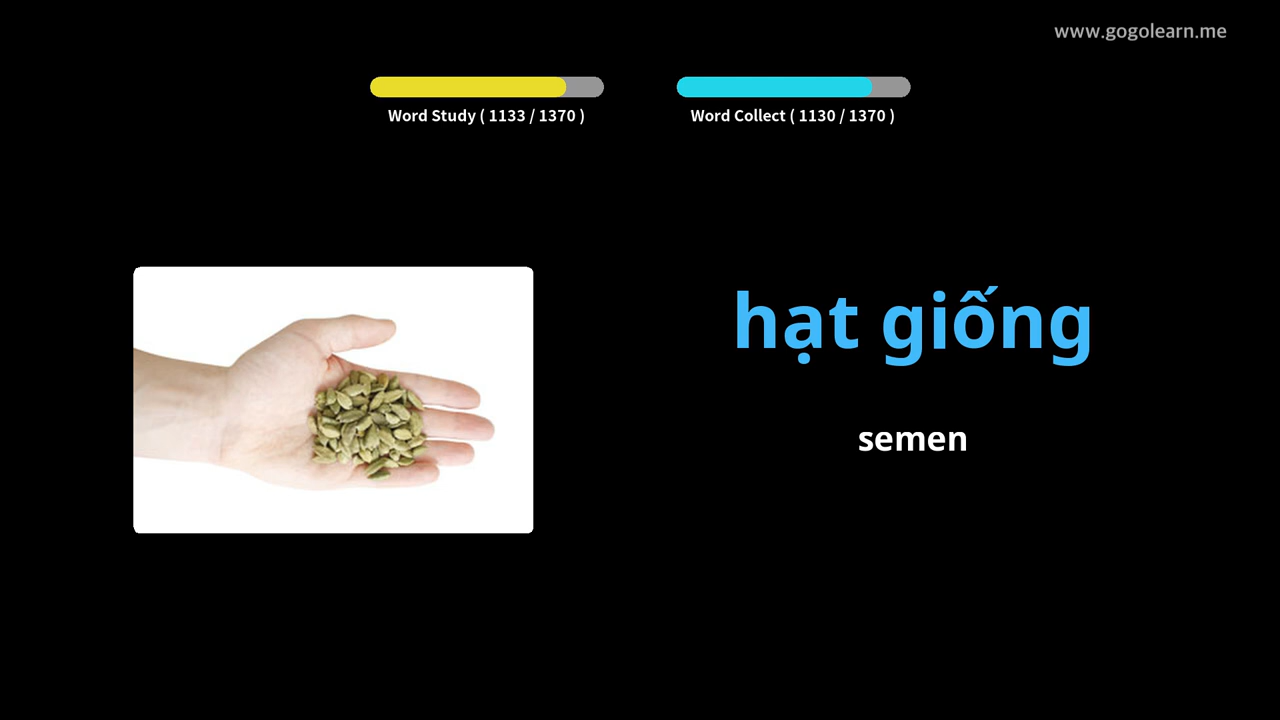 www.gogolearn.me
Word Study ( 1133 / 1370 )
Word Collect ( 1130 / 1370 )
hạt giống
semen